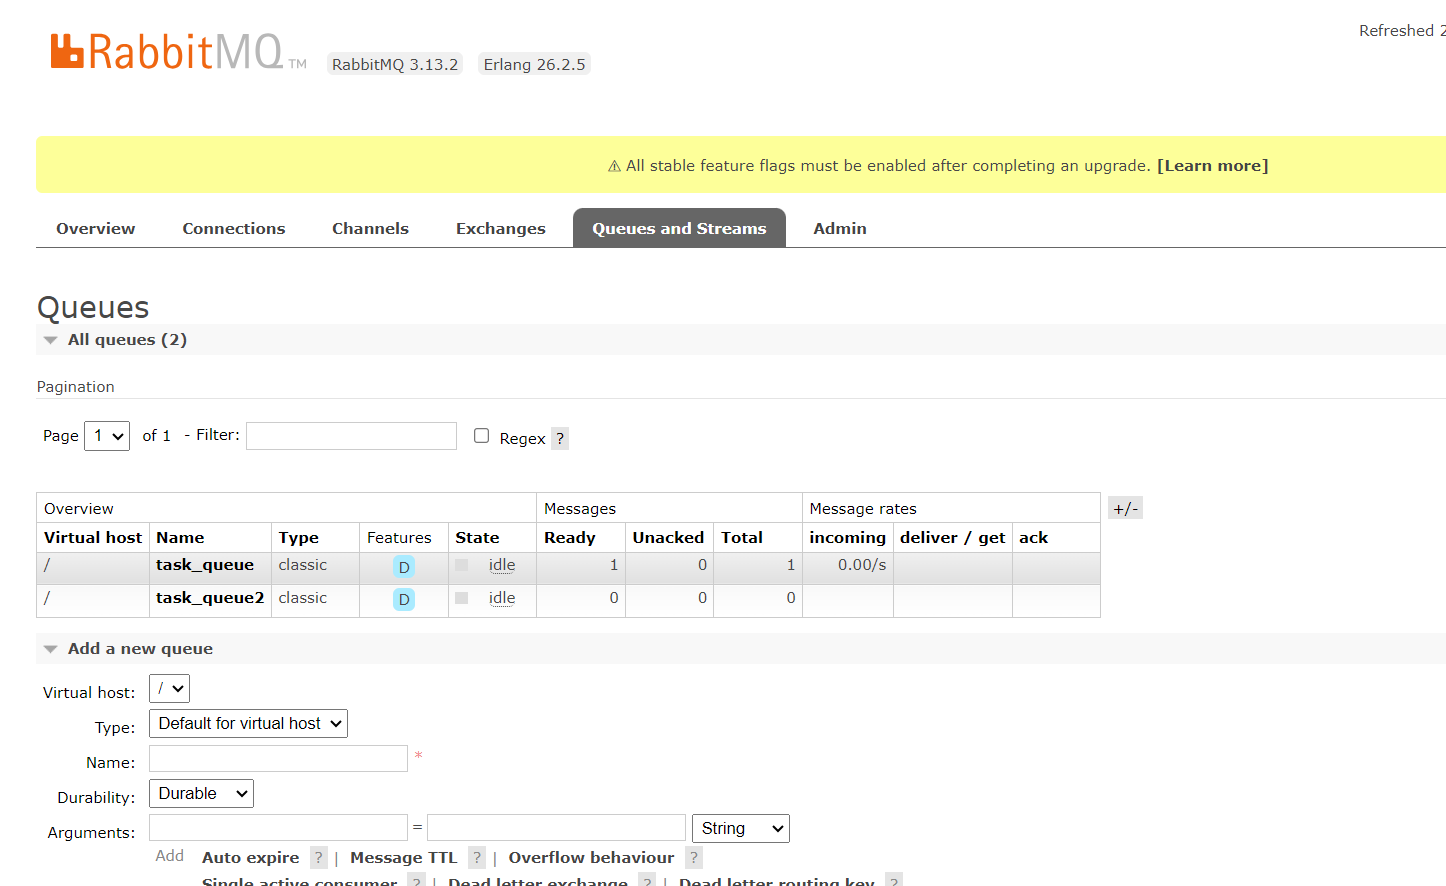 RabbitMQ TM RabbitMQ 3.13.2 Erlang 26.2.5
Refreshed 2
⚠ All stable feature flags must be enabled after completing an upgrade. [Learn more]
Overview Connections Channels Exchanges Queues and Streams Admin
Queues
All queues (2)
Pagination
Page 1 of 1 - Filter: Regex ?
Overview Messages Message rates +/-
Virtual host Name Type Features State Ready Unacked Total incoming deliver / get ack
/ task_queue classic D idle 1 0 1 0.00/s
/ task_queue2 classic D idle 0 0 0
Add a new queue
Virtual host: /
Type: Default for virtual host
Name: *
Durability: Durable
Arguments: = String
Add Auto expire ? | Message TTL ? | Overflow behaviour ?
Single active consumer ? | Dead letter exchange ? | Dead letter routing key ?